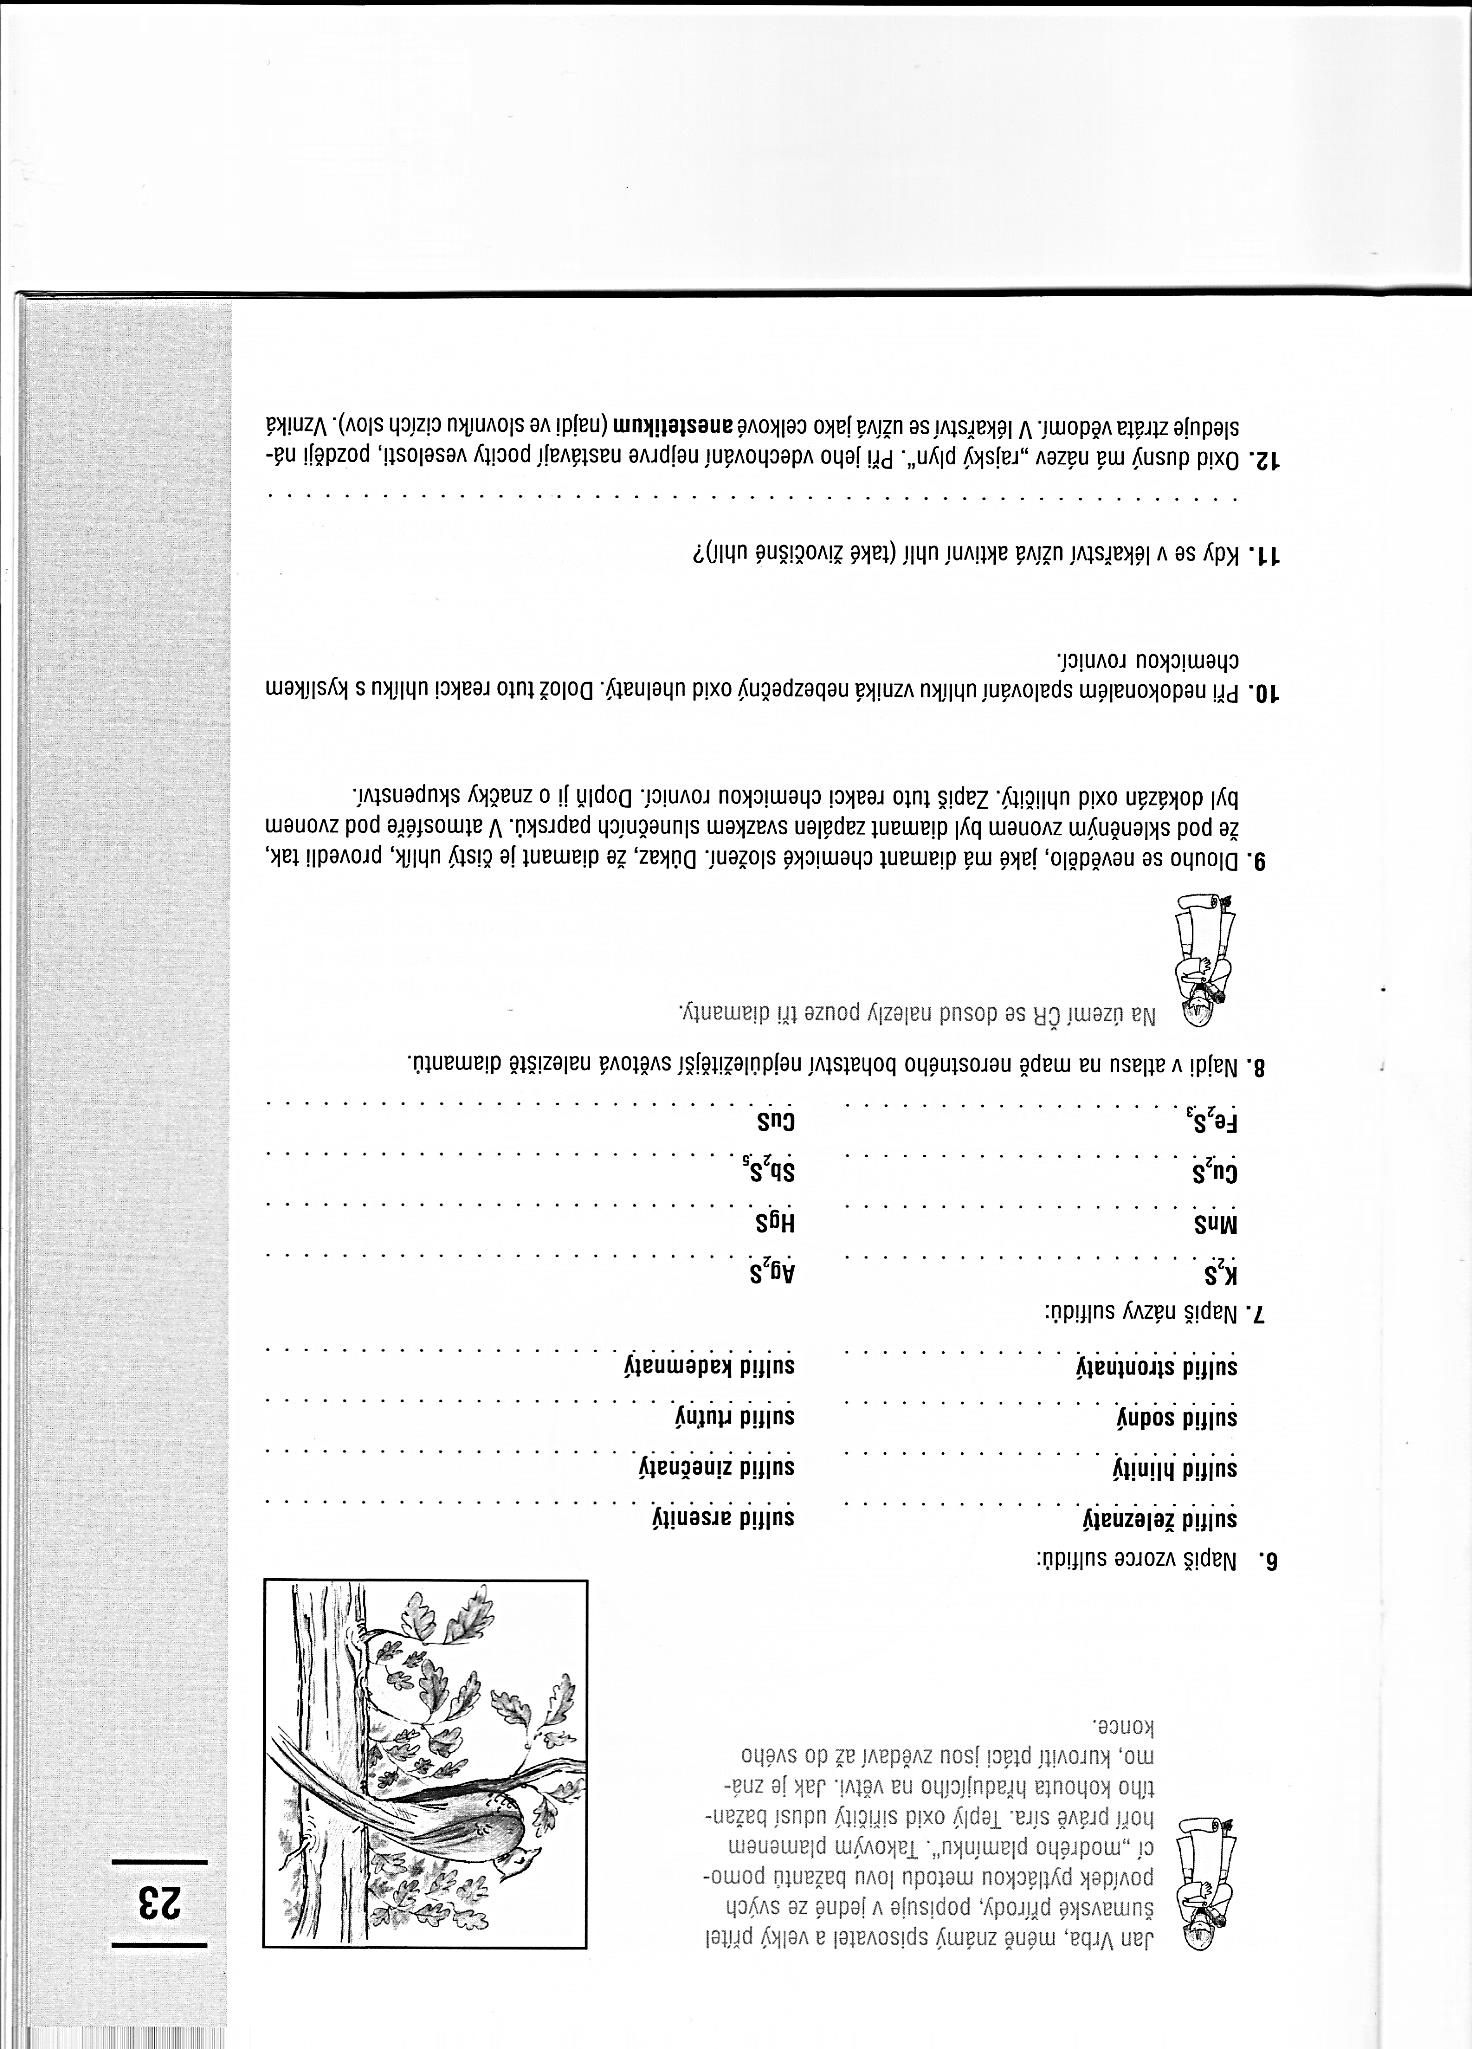 23
Jan Vrba, méně známý spisovatel a velký přítel
šumavské přírody, popisuje v jedné ze svých
povídek pytláckou metodu lovu bažantů pomo-
cí „modrého plamínku“. Takovým plamenem
hoří právě síra. Teplý oxid siřičitý udusí bažan-
tího kohouta hřadujícího na větvi. Jak je zná-
mo, kurovití ptáci jsou zvědaví až do svého
konce.
6. Napiš vzorce sulfidů:
sulfid železnatý sulfid arsenitý
sulfid hlinitý sulfid zinečnatý
sulfid sodný sulfid rtuťný
sulfid strontnatý sulfid kademnatý
7. Napiš názvy sulfidů:
K₂S Ag₂S
MnS HgS
Cu₂S Sb₂S₅
Fe₂S₃ CuS
8. Najdi v atlasu na mapě nerostného bohatství nejdůležitější světová naleziště diamantů.
Na území ČR se dosud nalezly pouze tři diamanty.
9. Dlouho se nevědělo, jaké má diamant chemické složení. Důkaz, že diamant je čistý uhlík, provedli tak,
že pod skleněným zvonem byl diamant zapálen svazkem slunečních paprsků. V atmosféře pod zvonem
byl dokázán oxid uhličitý. Zapiš tuto reakci chemickou rovnicí. Doplň ji o značky skupenství.
10. Při nedokonalém spalování uhlíku vzniká nebezpečný oxid uhelnatý. Dolož tuto reakci uhlíku s kyslíkem
chemickou rovnicí.
11. Kdy se v lékařství užívá aktivní uhlí (také živočišné uhlí)?
12. Oxid dusný má název „rajský plyn“. Při jeho vdechování nejprve nastávají pocity veselosti, později ná-
sleduje ztráta vědomí. V lékařství se užívá jako celkové anestetikum (najdi ve slovníku cizích slov). Vzniká